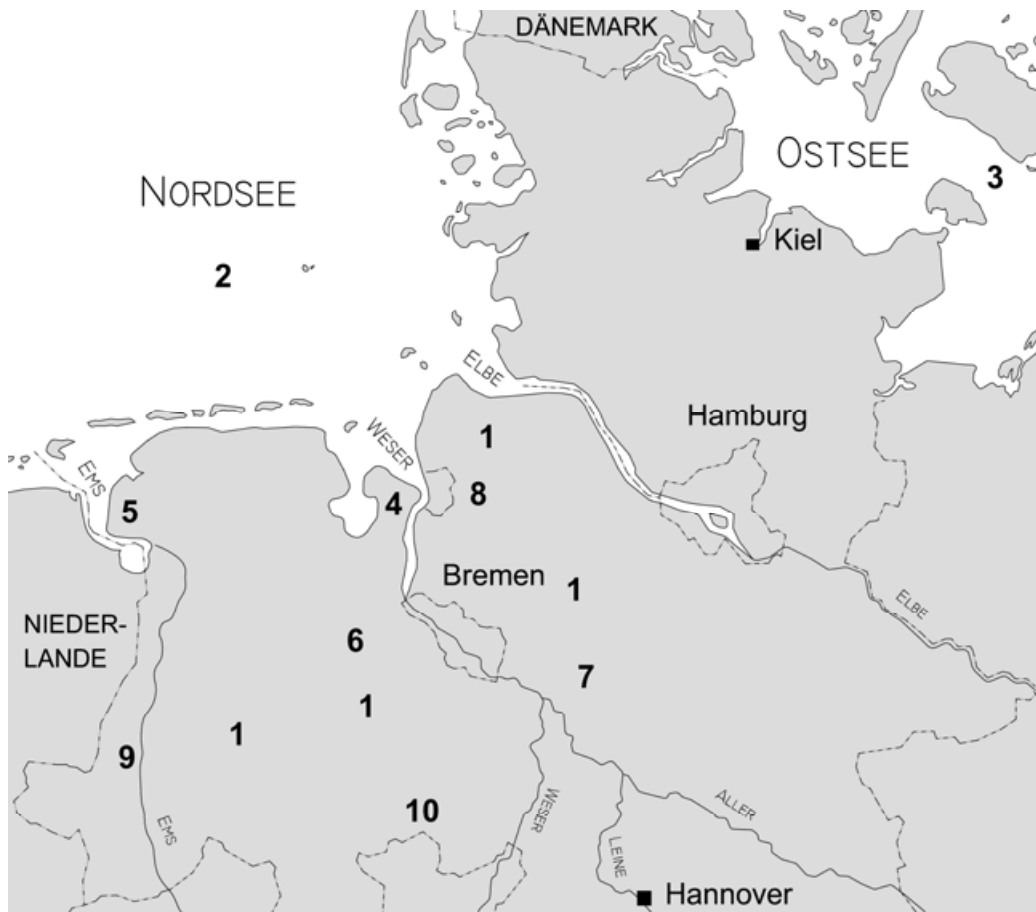 DÄNEMARK
OSTSEE
3
NORDSEE
Kiel
2
ELBE
Hamburg
1
WESER
EMS
8
4
5
Bremen
1
ELBE
NIEDER-
LANDE
6
7
1
1
9
10
ALLER
WESER
EMS
LEINE
Hannover